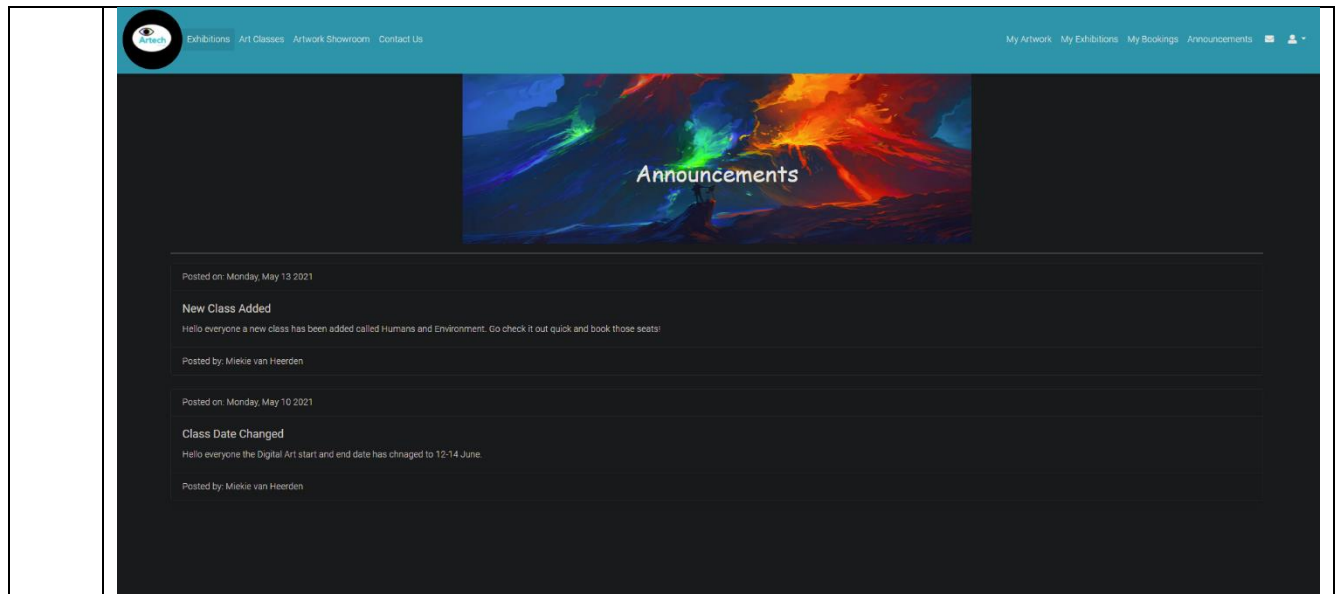 Artech
Exhibitions Art Classes Artwork Showroom Contact Us My Artwork My Exhibitions My Bookings Announcements
Announcements
Posted on: Monday, May 13 2021
New Class Added
Hello everyone a new class has been added called Humans and Environment. Go check it out quick and book those seats!
Posted by: Miekie van Heerden
Posted on: Monday, May 10 2021
Class Date Changed
Hello everyone the Digital Art start and end date has chnaged to 12-14 June.
Posted by: Miekie van Heerden